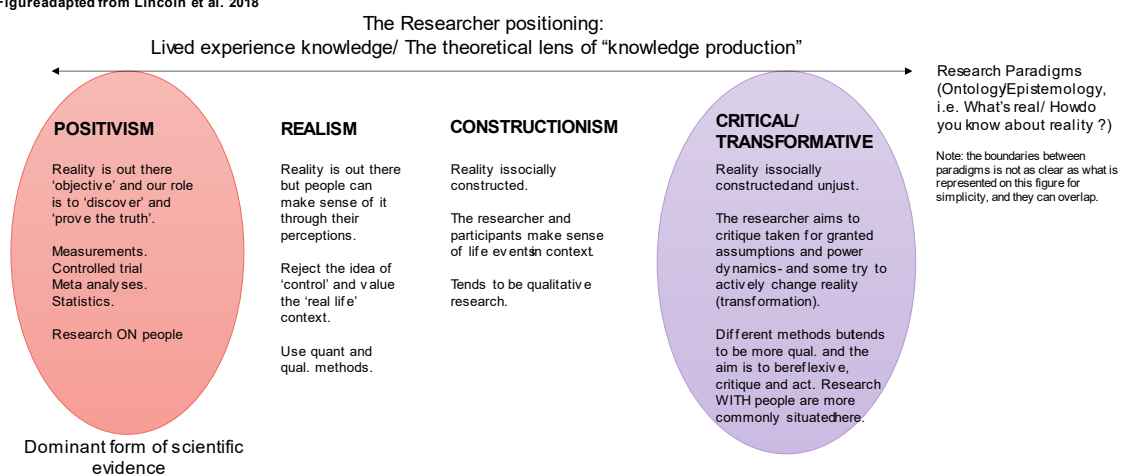 Figureadapted from Lincoln et al. 2018
The Researcher positioning:
Lived experience knowledge/ The theoretical lens of “knowledge production”
POSITIVISM
Reality is out there
‘objective’ and our role
is to ‘discover’ and
‘prove the truth’.
Measurements.
Controlled trial
Meta analyses.
Statistics.
Research ON people
Dominant form of scientific
evidence
REALISM
Reality is out there
but people can
make sense of it
through their
perceptions.
Reject the idea of
‘control’ and value
the ‘real life’
context.
Use quant and
qual. methods.
CONSTRUCTIONISM
Reality issocially
constructed.
The researcher and
participants make sense
of life eventsin context.
Tends to be qualitative
research.
CRITICAL/
TRANSFORMATIVE
Reality issocially
constructedand unjust.
The researcher aims to
critique taken for granted
assumptions and power
dynamics- and some try to
actively change reality
(transformation).
Different methods buttends
to be more qual. and the
aim is to bereflexive,
critique and act. Research
WITH people are more
commonly situatedhere.
Research Paradigms
(Ontology/Epistemology,
i.e. What’s real/ Howdo
you know about reality ?)
Note: the boundaries between
paradigms is not as clear as what is
represented on this figure for
simplicity, and they can overlap.